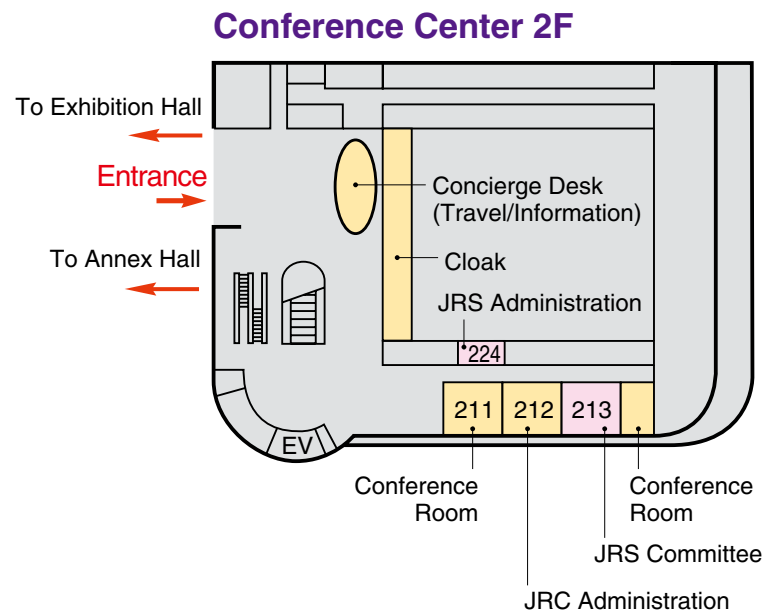 Conference Center 2F
To Exhibition Hall
Entrance
Concierge Desk
(Travel/Information)
To Annex Hall
Cloak
JRS Administration
224
211
212
213
EV
Conference
Room
Conference
Room
JRS Committee
JRC Administration